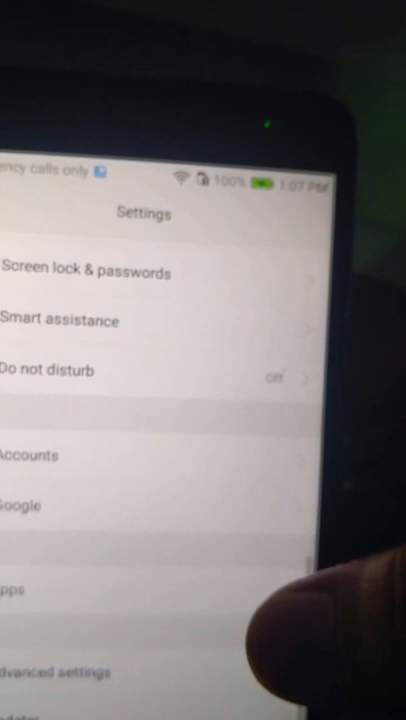 ency calls only 100% 1:07 PM
Settings
Screen lock & passwords
Smart assistance
Do not disturb
Accounts
Google
pps
dvanced settings